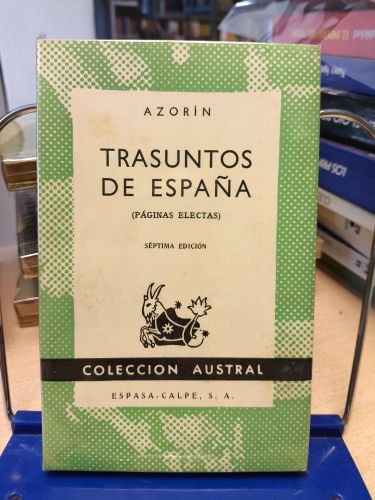 AZORÍN
TRASUNTOS
DE ESPAÑA
(PÁGINAS ELECTAS)
SÉPTIMA EDICIÓN
COLECCION AUSTRAL
ESPASA-CALPE, S. A.